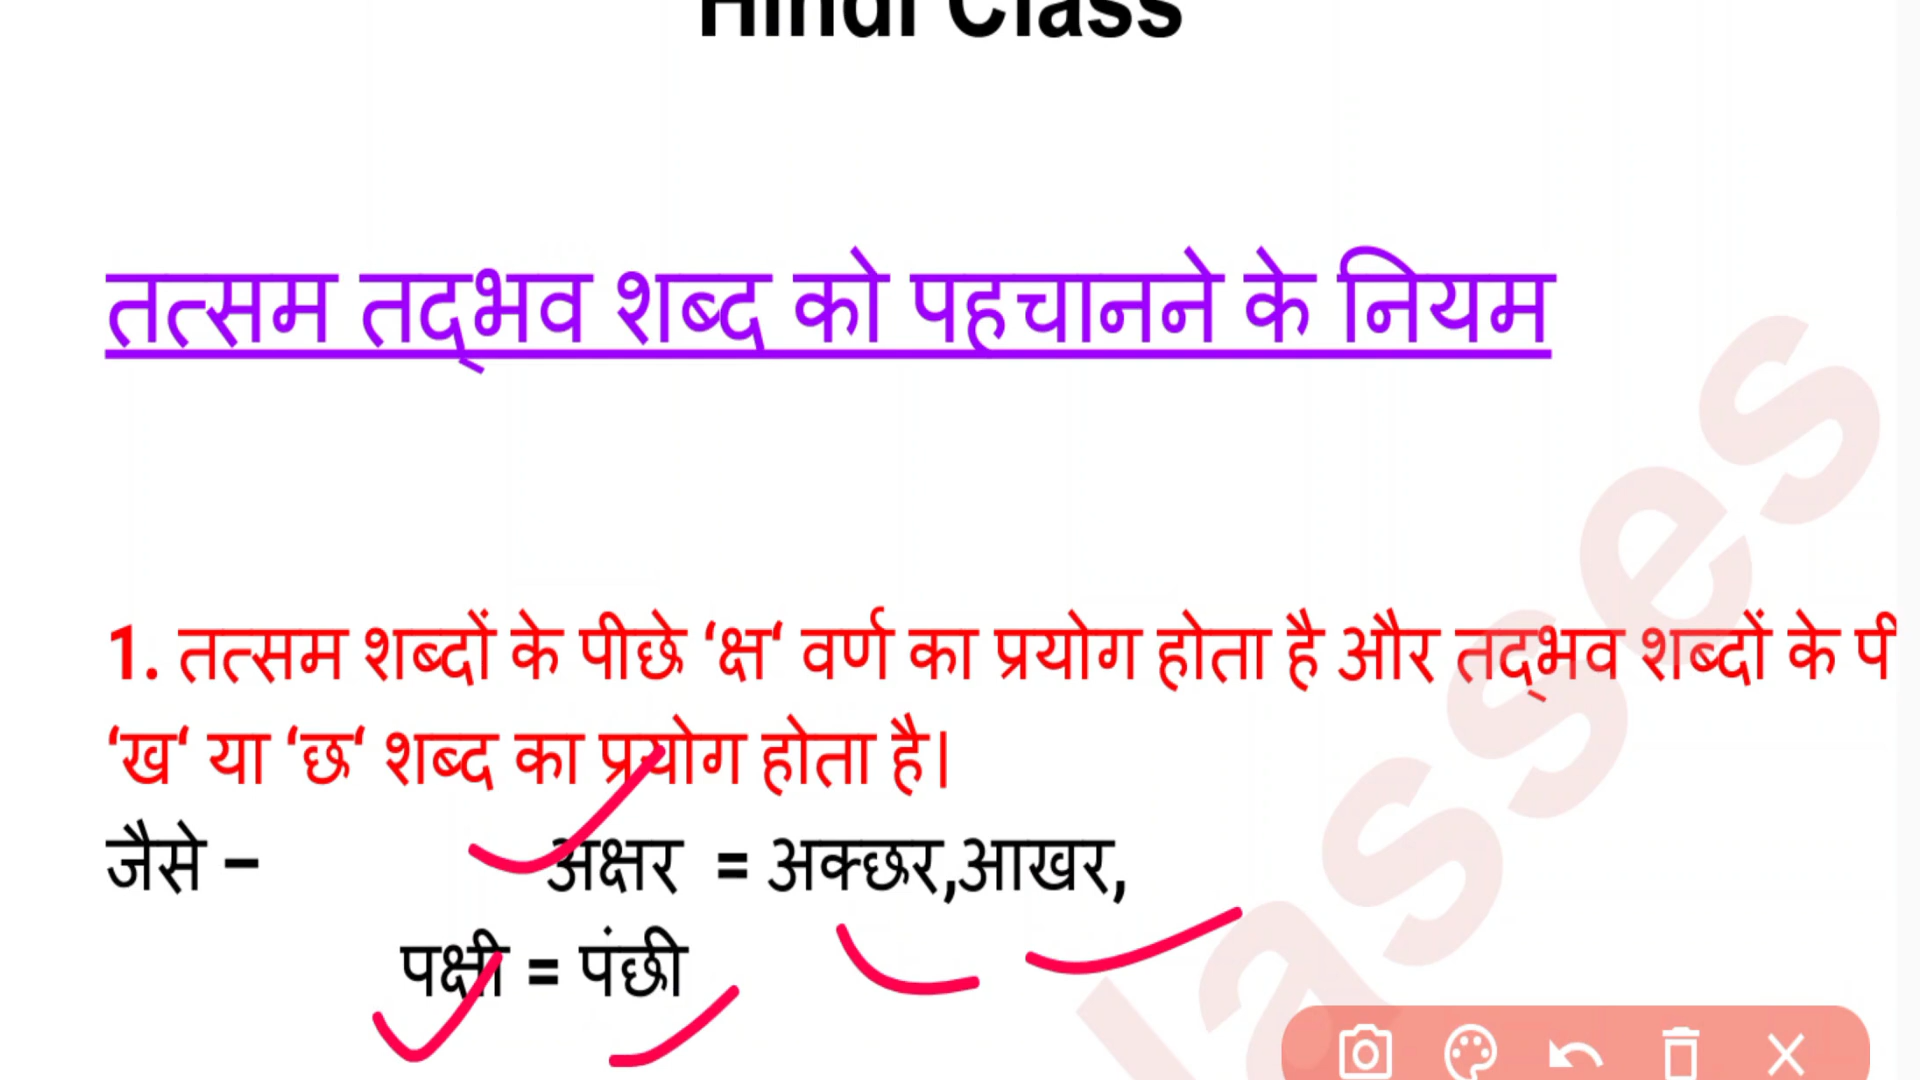 Hindi Class
तत्सम तद्भव शब्द को पहचानने के नियम
1. तत्सम शब्दों के पीछे ‘क्ष‘ वर्ण का प्रयोग होता है और तद्भव शब्दों के पी
‘ख‘ या ‘छ‘ शब्द का प्रयोग होता है।
जैसे – अक्षर = अक्छर,आखर,
पक्षी = पंछी
lasses